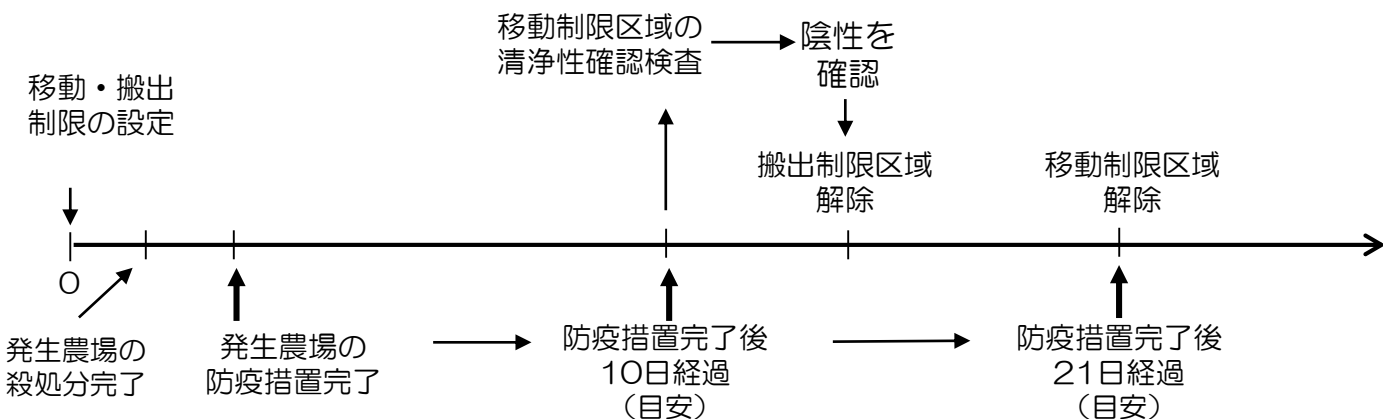 移動・搬出
制限の設定
移動制限区域の
清浄性確認検査
陰性を
確認
搬出制限区域
解除
移動制限区域
解除
0
発生農場の
殺処分完了
発生農場の
防疫措置完了
防疫措置完了後
10日経過
（目安）
防疫措置完了後
21日経過
（目安）